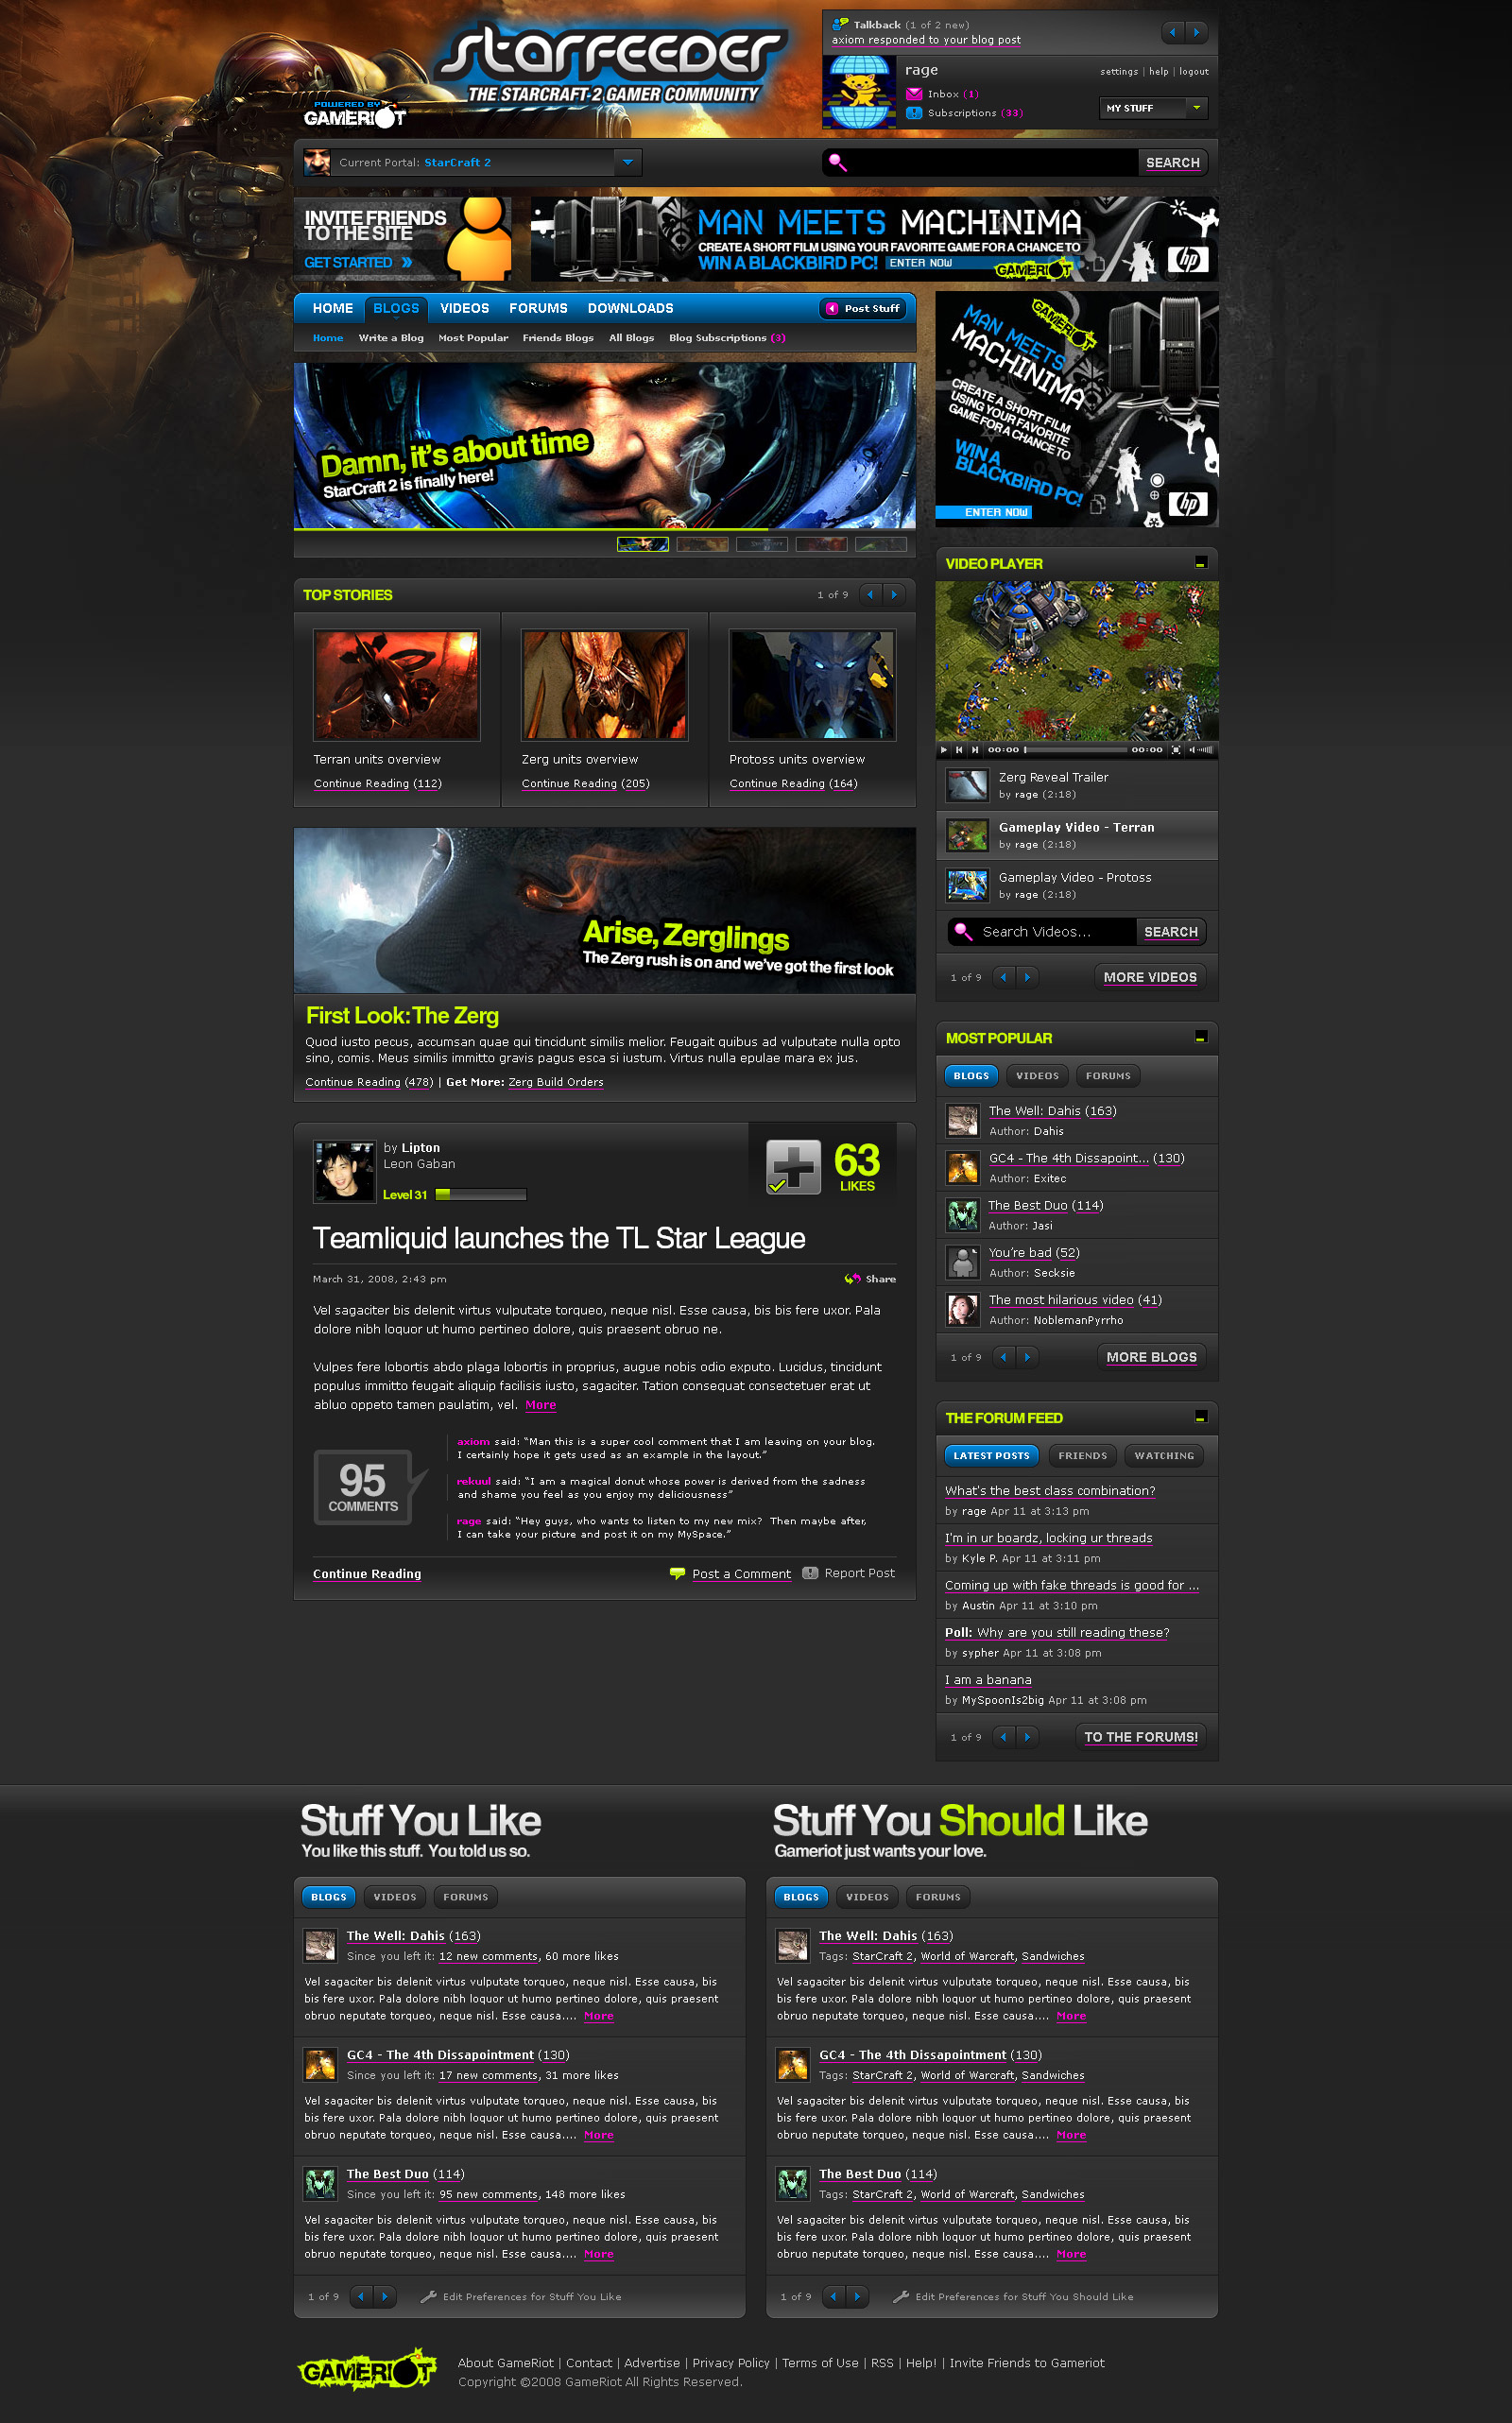 starfeeder
THE STARCRAFT 2 GAMER COMMUNITY
POWERED BY
GAMERIOT
Talkback (1 of 2 new)
axiom responded to your blog post
rage
settings | help | logout
Inbox (1)
Subscriptions (33)
MY STUFF
Current Portal: StarCraft 2
SEARCH
INVITE FRIENDS
TO THE SITE
GET STARTED »
MAN MEETS MACHINIMA
CREATE A SHORT FILM USING YOUR FAVORITE GAME FOR A CHANCE TO
WIN A BLACKBIRD PC! ENTER NOW
GAMERIOT
hp
HOME BLOGS VIDEOS FORUMS DOWNLOADS
Post Stuff
Home Write a Blog Most Popular Friends Blogs All Blogs Blog Subscriptions (3)
Damn, it's about time
StarCraft 2 is finally here!
GAMERIOT
MAN MEETS
MACHINIMA
CREATE A SHORT FILM
USING YOUR FAVORITE
GAME FOR A CHANCE TO
WIN A
BLACKBIRD PC!
ENTER NOW
hp
TOP STORIES
1 of 9
Terran units overview
Continue Reading (112)
Zerg units overview
Continue Reading (205)
Protoss units overview
Continue Reading (164)
VIDEO PLAYER
00:00 00:00
Zerg Reveal Trailer
by rage (2:18)
Gameplay Video - Terran
by rage (2:18)
Gameplay Video - Protoss
by rage (2:18)
Search Videos... SEARCH
1 of 9 MORE VIDEOS
Arise, Zerglings
The Zerg rush is on and we've got the first look
First Look: The Zerg
Quod iusto pecus, accumsan quae qui tincidunt similis melior. Feugait quibus ad vulputate nulla opto
sino, comis. Meus similis immitto gravis pagus esca si iustum. Virtus nulla epulae mara ex jus.
Continue Reading (478) | Get More: Zerg Build Orders
MOST POPULAR
BLOGS VIDEOS FORUMS
The Well: Dahis (163)
Author: Dahis
GC4 - The 4th Dissapoint... (130)
Author: Exitec
The Best Duo (114)
Author: Jasi
You're bad (52)
Author: Secksie
The most hilarious video (41)
Author: NoblemanPyrrho
1 of 9 MORE BLOGS
by Lipton
Leon Gaban
Level 31
63
LIKES
Teamliquid launches the TL Star League
March 31, 2008, 2:43 pm
Share
Vel sagaciter bis delenit virtus vulputate torqueo, neque nisl. Esse causa, bis bis fere uxor. Pala
dolore nibh loquor ut humo pertineo dolore, quis praesent obruo ne.
Vulpes fere lobortis abdo plaga lobortis in proprius, augue nobis odio exputo. Lucidus, tincidunt
populus immitto feugait aliquip facilisis iusto, sagaciter. Tation consequat consectetuer erat ut
abluo oppeto tamen paulatim, vel. More
95
COMMENTS
axiom said: “Man this is a super cool comment that I am leaving on your blog.
I certainly hope it gets used as an example in the layout.”
rekuul said: “I am a magical donut whose power is derived from the sadness
and shame you feel as you enjoy my deliciousness”
rage said: “Hey guys, who wants to listen to my new mix? Then maybe after,
I can take your picture and post it on my MySpace.”
Continue Reading
Post a Comment
Report Post
THE FORUM FEED
LATEST POSTS FRIENDS WATCHING
What's the best class combination?
by rage Apr 11 at 3:13 pm
I'm in ur boardz, locking ur threads
by Kyle P. Apr 11 at 3:11 pm
Coming up with fake threads is good for ...
by Austin Apr 11 at 3:10 pm
Poll: Why are you still reading these?
by sypher Apr 11 at 3:08 pm
I am a banana
by MySpoonIs2big Apr 11 at 3:08 pm
1 of 9 TO THE FORUMS!
Stuff You Like
You like this stuff. You told us so.
BLOGS VIDEOS FORUMS
The Well: Dahis (163)
Since you left it: 12 new comments, 60 more likes
Vel sagaciter bis delenit virtus vulputate torqueo, neque nisl. Esse causa, bis
bis fere uxor. Pala dolore nibh loquor ut humo pertineo dolore, quis praesent
obruo neputate torqueo, neque nisl. Esse causa.... More
GC4 - The 4th Dissapointment (130)
Since you left it: 17 new comments, 31 more likes
Vel sagaciter bis delenit virtus vulputate torqueo, neque nisl. Esse causa, bis
bis fere uxor. Pala dolore nibh loquor ut humo pertineo dolore, quis praesent
obruo neputate torqueo, neque nisl. Esse causa.... More
The Best Duo (114)
Since you left it: 95 new comments, 148 more likes
Vel sagaciter bis delenit virtus vulputate torqueo, neque nisl. Esse causa, bis
bis fere uxor. Pala dolore nibh loquor ut humo pertineo dolore, quis praesent
obruo neputate torqueo, neque nisl. Esse causa.... More
1 of 9 Edit Preferences for Stuff You Like
Stuff You Should Like
Gameriot just wants your love.
BLOGS VIDEOS FORUMS
The Well: Dahis (163)
Tags: StarCraft 2, World of Warcraft, Sandwiches
Vel sagaciter bis delenit virtus vulputate torqueo, neque nisl. Esse causa, bis
bis fere uxor. Pala dolore nibh loquor ut humo pertineo dolore, quis praesent
obruo neputate torqueo, neque nisl. Esse causa.... More
GC4 - The 4th Dissapointment (130)
Tags: StarCraft 2, World of Warcraft, Sandwiches
Vel sagaciter bis delenit virtus vulputate torqueo, neque nisl. Esse causa, bis
bis fere uxor. Pala dolore nibh loquor ut humo pertineo dolore, quis praesent
obruo neputate torqueo, neque nisl. Esse causa.... More
The Best Duo (114)
Tags: StarCraft 2, World of Warcraft, Sandwiches
Vel sagaciter bis delenit virtus vulputate torqueo, neque nisl. Esse causa, bis
bis fere uxor. Pala dolore nibh loquor ut humo pertineo dolore, quis praesent
obruo neputate torqueo, neque nisl. Esse causa.... More
1 of 9 Edit Preferences for Stuff You Should Like
GAMERIOT
About GameRiot | Contact | Advertise | Privacy Policy | Terms of Use | RSS | Help! | Invite Friends to Gameriot
Copyright ©2008 GameRiot All Rights Reserved.